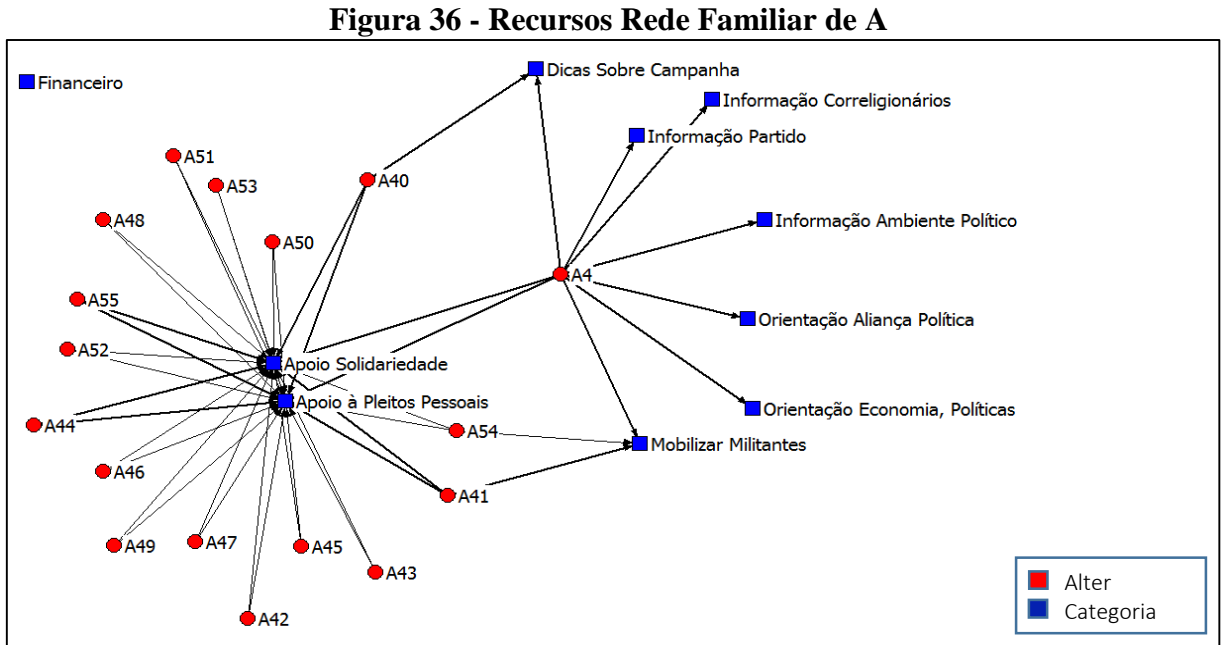 Figura 36 - Recursos Rede Familiar de A
Dicas Sobre Campanha
Financeiro
Informação Correligionários
Informação Partido
A51
A40
A53
A48
Informação Ambiente Político
A50
A4
A55
Orientação Aliança Política
A52
Apoio Solidariedade
Apoio à Pleitos Pessoais
Orientação Economia, Políticas
A44
A54
Mobilizar Militantes
A46
A41
A49
A47
A45
A43
Alter
Categoria
A42